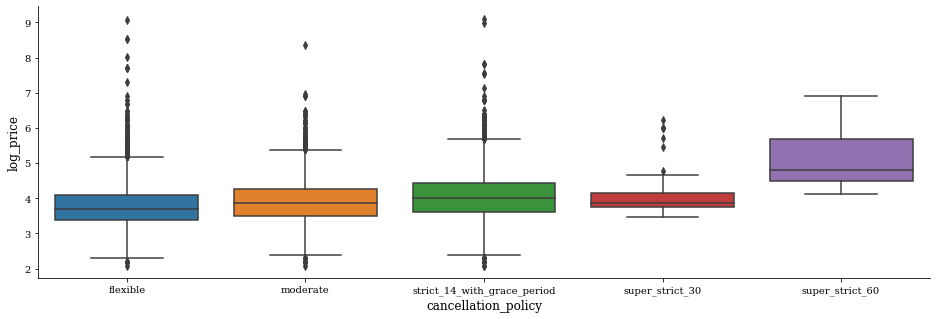 9
8
7
6
5
4
3
2
log_price
flexible moderate strict_14_with_grace_period super_strict_30 super_strict_60
cancellation_policy